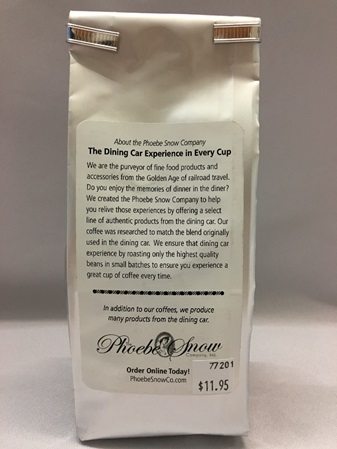 About the Phoebe Snow Company
The Dining Car Experience in Every Cup
We are the purveyor of fine food products and
accessories from the Golden Age of railroad travel.
Do you enjoy the memories of dinner in the diner?
We created the Phoebe Snow Company to help
you relive those experiences by offering a select
line of authentic products from the dining car. Our
coffee was researched to match the blend originally
used in the dining car. We ensure that dining car
experience by roasting only the highest quality
beans in small batches to ensure you experience a
great cup of coffee every time.
In addition to our coffees, we produce
many products from the dining car.
The Phoebe Snow
Company, Inc.
Order Online Today!
PhoebeSnowCo.com
77201
$11.95